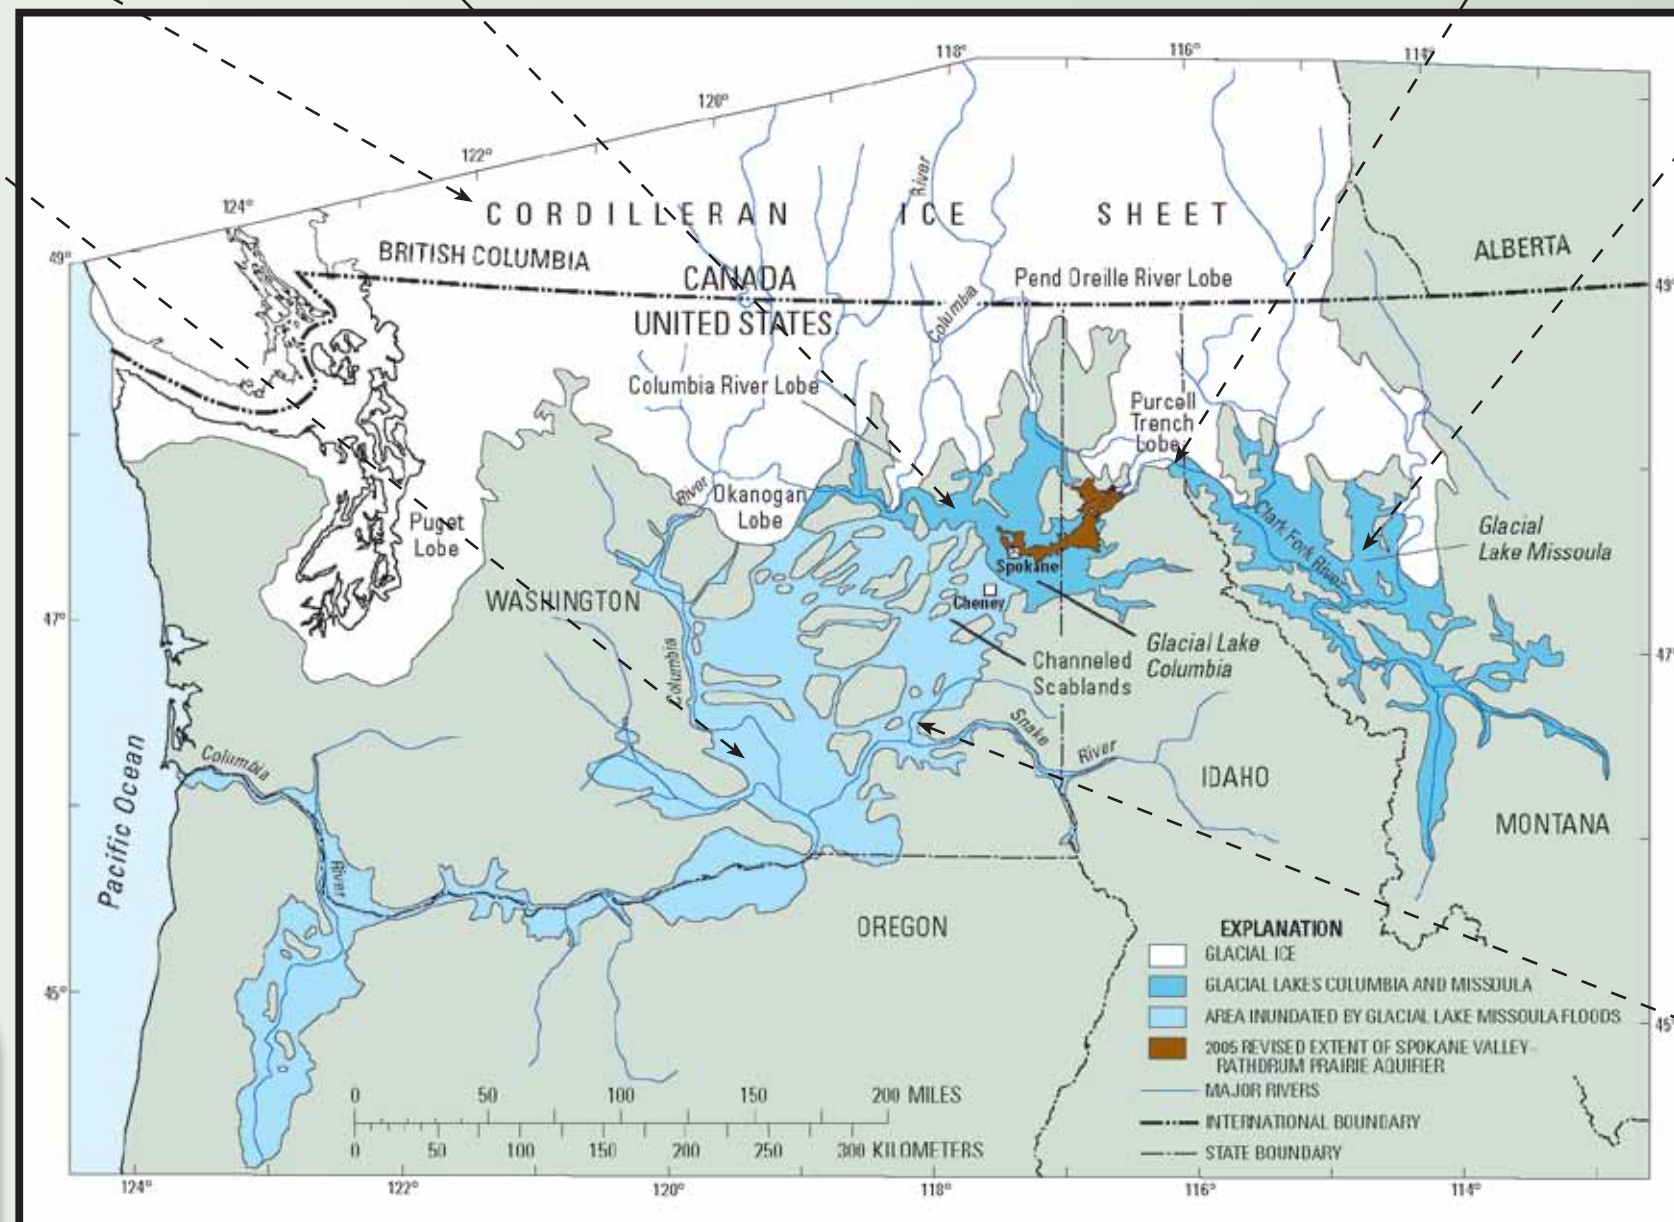 118°
116°
114°
120°
122°
124°
49°
CORDILLERAN ICE SHEET
BRITISH COLUMBIA
ALBERTA
CANADA
Pend Oreille River Lobe
49°
UNITED STATES
River
Columbia
Columbia River Lobe
Purcell
Trench
Lobe
River
Okanogan
Lobe
Puget
Lobe
Clark Fork River
Glacial
Lake Missoula
Spokane
Cheney
WASHINGTON
47°
Columbia
Glacial Lake
Columbia
Channeled
Scablands
47°
Snake
River
Columbia
IDAHO
Pacific Ocean
MONTANA
River
OREGON
EXPLANATION
GLACIAL ICE
GLACIAL LAKES COLUMBIA AND MISSOULA
AREA INUNDATED BY GLACIAL LAKE MISSOULA FLOODS
2005 REVISED EXTENT OF SPOKANE VALLEY-
RATHDRUM PRAIRIE AQUIFIER
MAJOR RIVERS
INTERNATIONAL BOUNDARY
STATE BOUNDARY
45°
45°
0 50 100 150 200 MILES
0 50 100 150 200 250 300 KILOMETERS
124°
122°
120°
118°
116°
114°